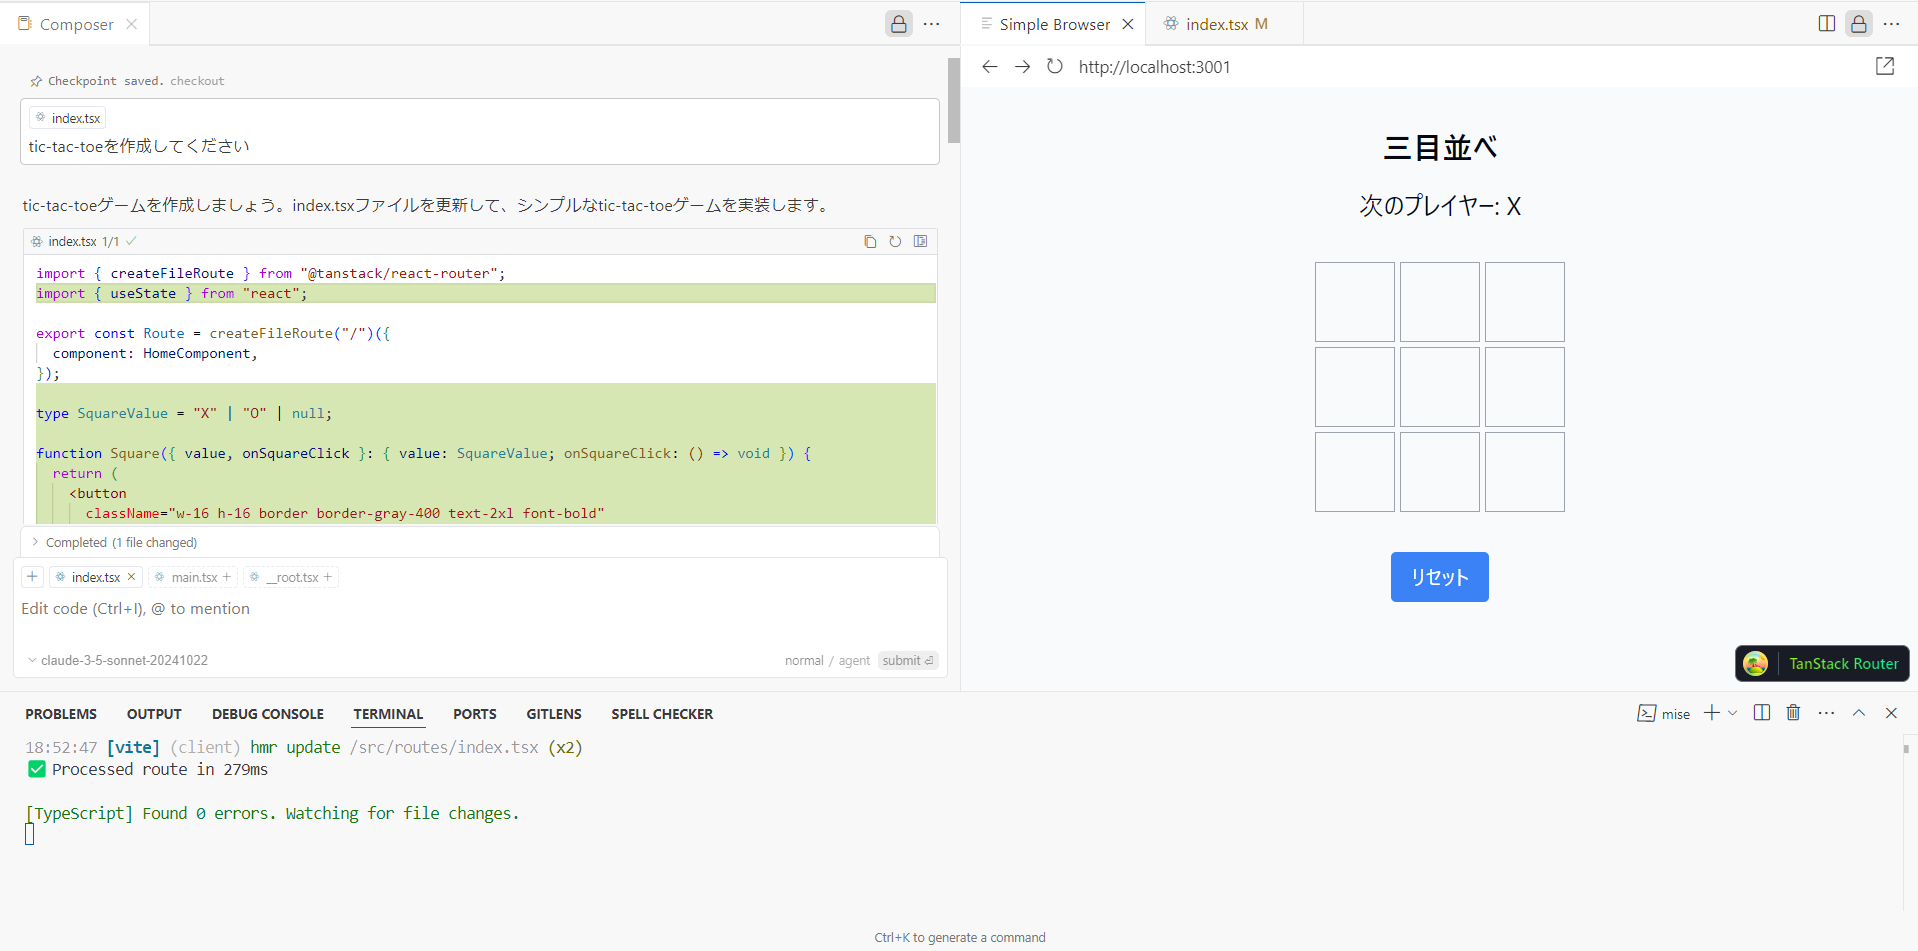 Composer
Checkpoint saved. checkout
index.tsx
tic-tac-toeを作成してください
tic-tac-toeゲームを作成しましょう。index.tsxファイルを更新して、シンプルなtic-tac-toeゲームを実装します。
index.tsx 1/1
import { createFileRoute } from "@tanstack/react-router";
import { useState } from "react";
export const Route = createFileRoute("/")({
component: HomeComponent,
});
type SquareValue = "X" | "O" | null;
function Square({ value, onSquareClick }: { value: SquareValue; onSquareClick: () => void }) {
return (
<button
className="w-16 h-16 border border-gray-400 text-2xl font-bold"
Completed (1 file changed)
index.tsx main.tsx __root.tsx
Edit code (Ctrl+I), @ to mention
claude-3-5-sonnet-20241022 normal / agent submit
Simple Browser index.tsx M
http://localhost:3001
三目並べ
次のプレイヤー: X
リセット
TanStack Router
PROBLEMS OUTPUT DEBUG CONSOLE TERMINAL PORTS GITLENS SPELL CHECKER
mise
18:52:47 [vite] (client) hmr update /src/routes/index.tsx (x2)
Processed route in 279ms
[TypeScript] Found 0 errors. Watching for file changes.
Ctrl+K to generate a command